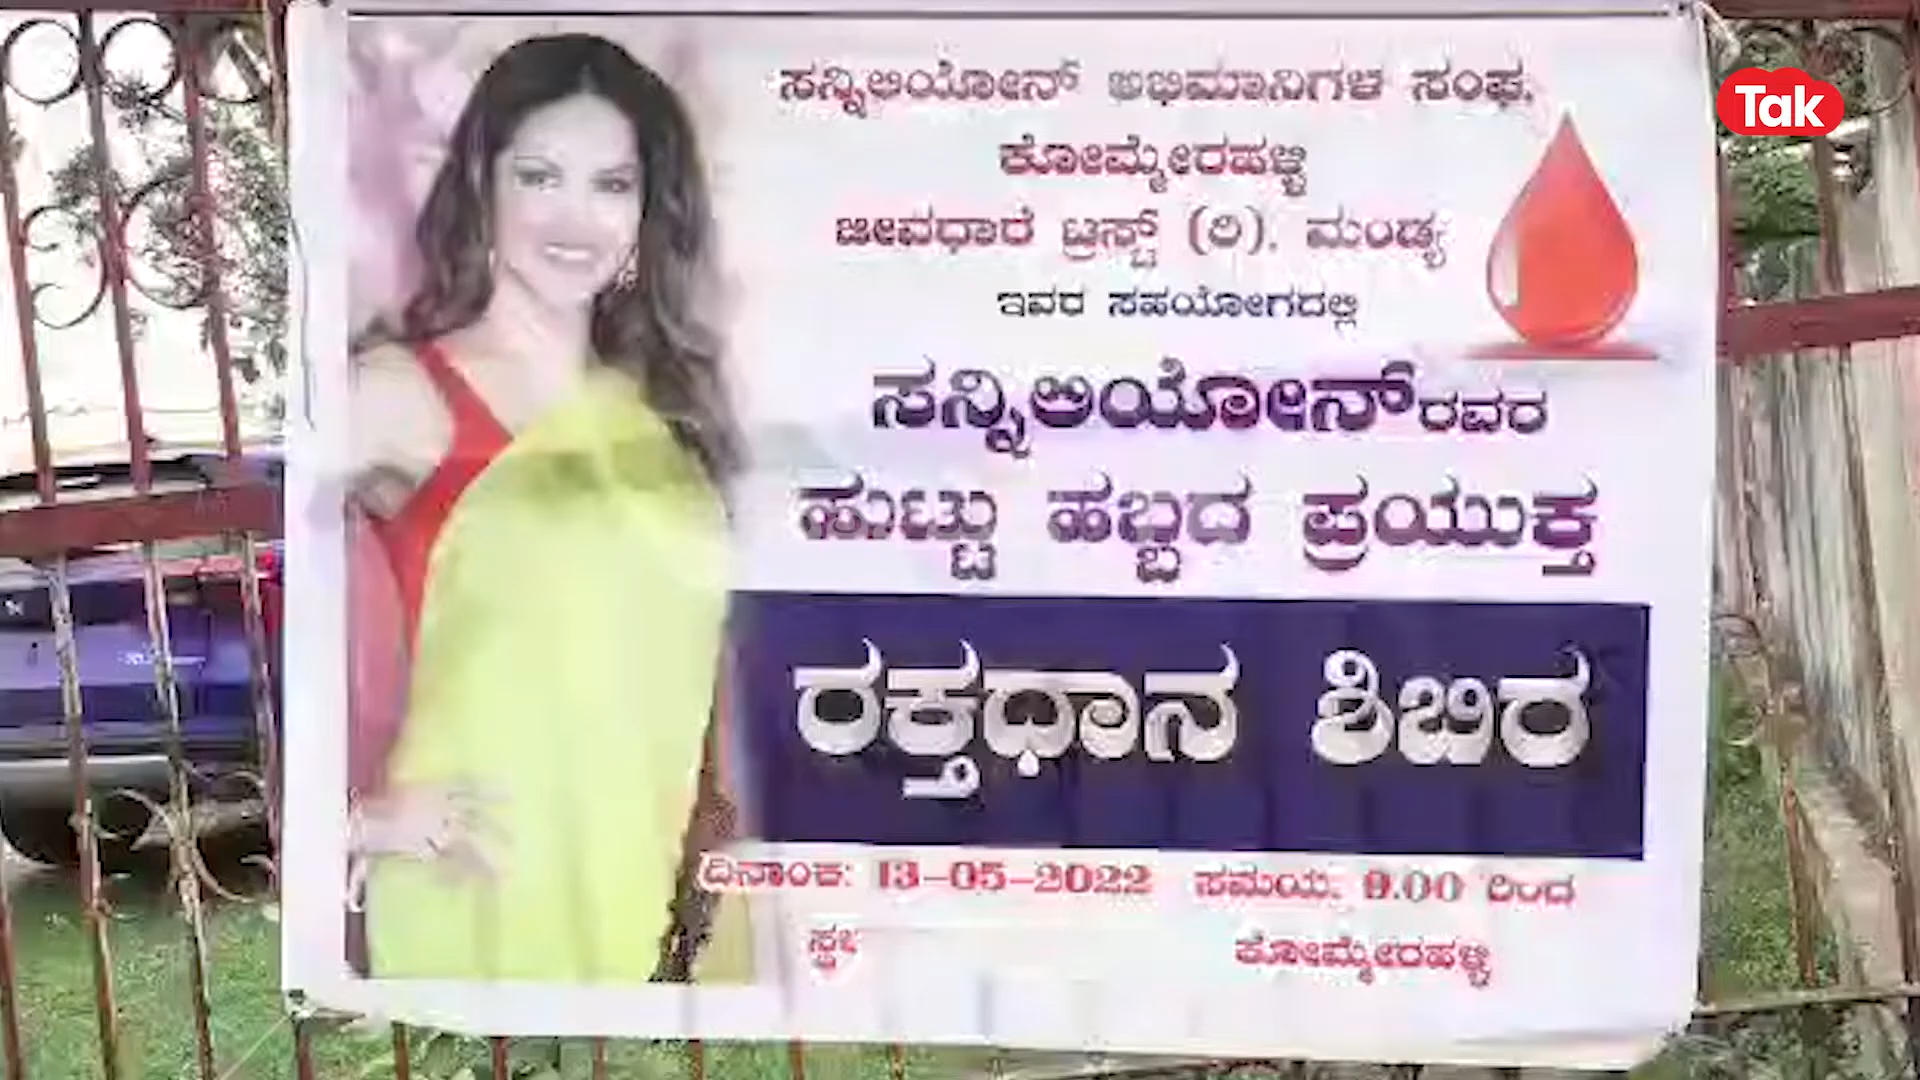 Tak
ಸನ್ನಿಲಿಯೋನ್ ಅಭಿಮಾನಿಗಳ ಸಂಘ,
ಕೋಮ್ಮೇರಹಳ್ಳಿ
ಜೀವಧಾರೆ ಟ್ರಸ್ಟ್ (ರಿ). ಮಂಡ್ಯ
ಇವರ ಸಹಯೋಗದಲ್ಲಿ
ಸನ್ನಿಲಿಯೋನ್‌ರವರ
ಹುಟ್ಟು ಹಬ್ಬದ ಪ್ರಯುಕ್ತ
ರಕ್ತಧಾನ ಶಿಬಿರ
ದಿನಾಂಕ: 13-05-2022 ಸಮಯ: 9.00 ರಿಂದ
ಕೋಮ್ಮೇರಹಳ್ಳಿ